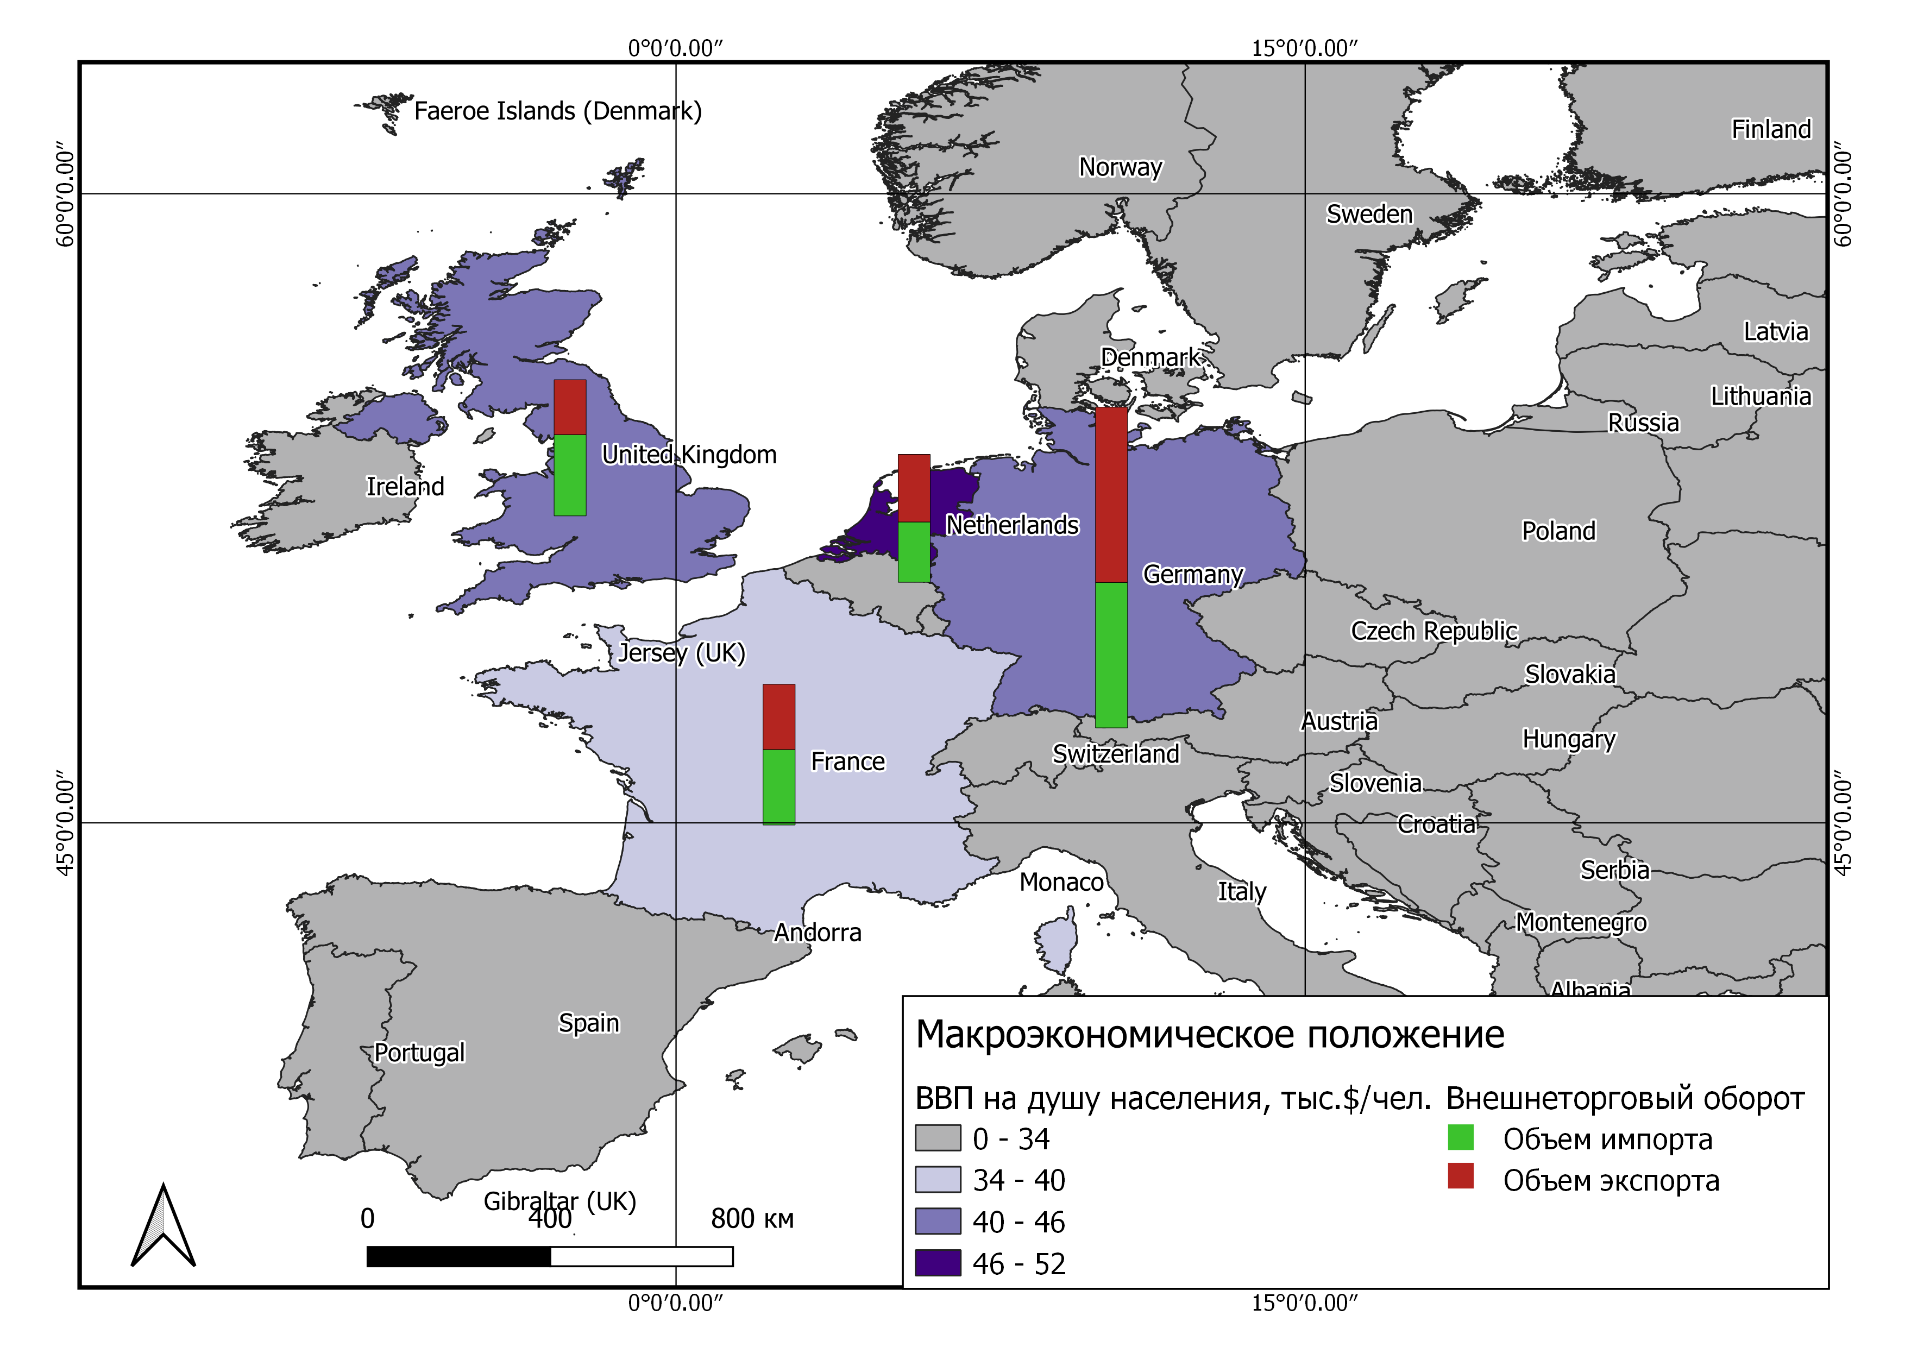 0°0′0.00″
15°0′0.00″
60°0′0.00″
60°0′0.00″
Faeroe Islands (Denmark)
Finland
Norway
Sweden
Latvia
Denmark
Lithuania
Russia
United Kingdom
Ireland
Netherlands
Poland
Germany
Czech Republic
Jersey (UK)
Slovakia
Austria
Hungary
Switzerland
France
Slovenia
45°0′0.00″
45°0′0.00″
Croatia
Serbia
Monaco
Italy
Montenegro
Andorra
Albania
Spain
Portugal
Gibraltar (UK)
0
400
800 км
Макроэкономическое положение
ВВП на душу населения, тыс.$/чел.
0 - 34
34 - 40
40 - 46
46 - 52
Внешнеторговый оборот
Объем импорта
Объем экспорта
0°0′0.00″
15°0′0.00″